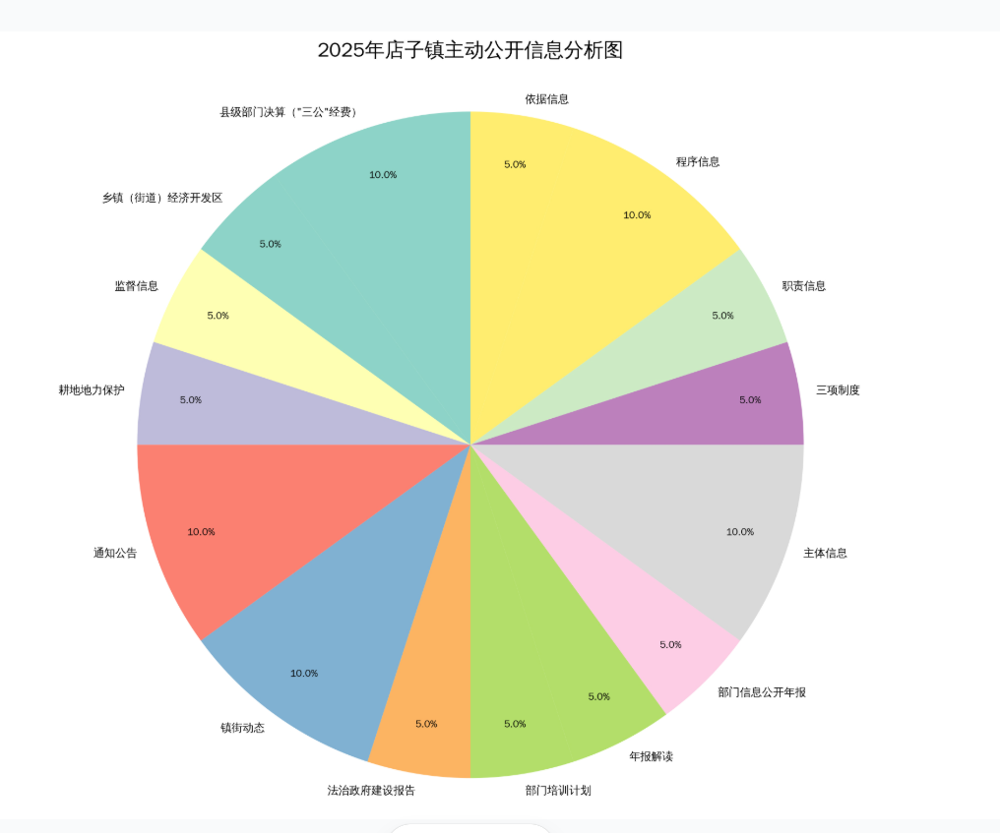 2025年店子镇主动公开信息分析图
依据信息
县级部门决算（"三公"经费）
程序信息
5.0%
10.0%
乡镇（街道）经济开发区
10.0%
5.0%
监督信息
职责信息
5.0%
5.0%
耕地地力保护
三项制度
5.0%
5.0%
10.0%
10.0%
通知公告
主体信息
5.0%
10.0%
部门信息公开年报
5.0%
镇街动态
5.0%
5.0%
年报解读
法治政府建设报告
部门培训计划